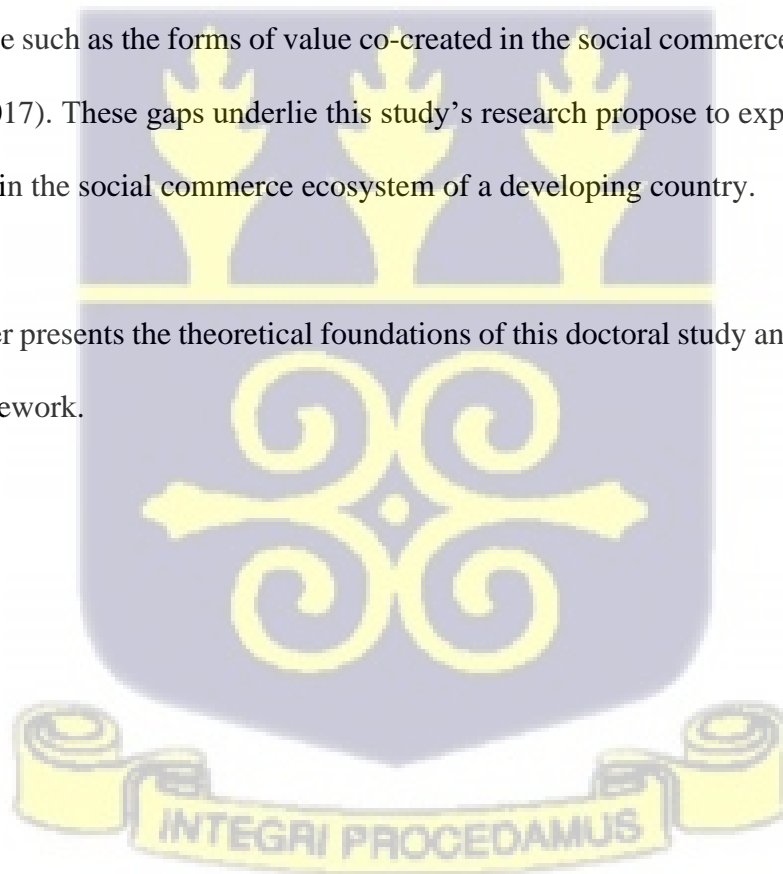 e such as the forms of value co-created in the social commerce
017). These gaps underlie this study’s research propose to exp
in the social commerce ecosystem of a developing country.
er presents the theoretical foundations of this doctoral study an
ework.
INTEGRI PROCEDAMUS